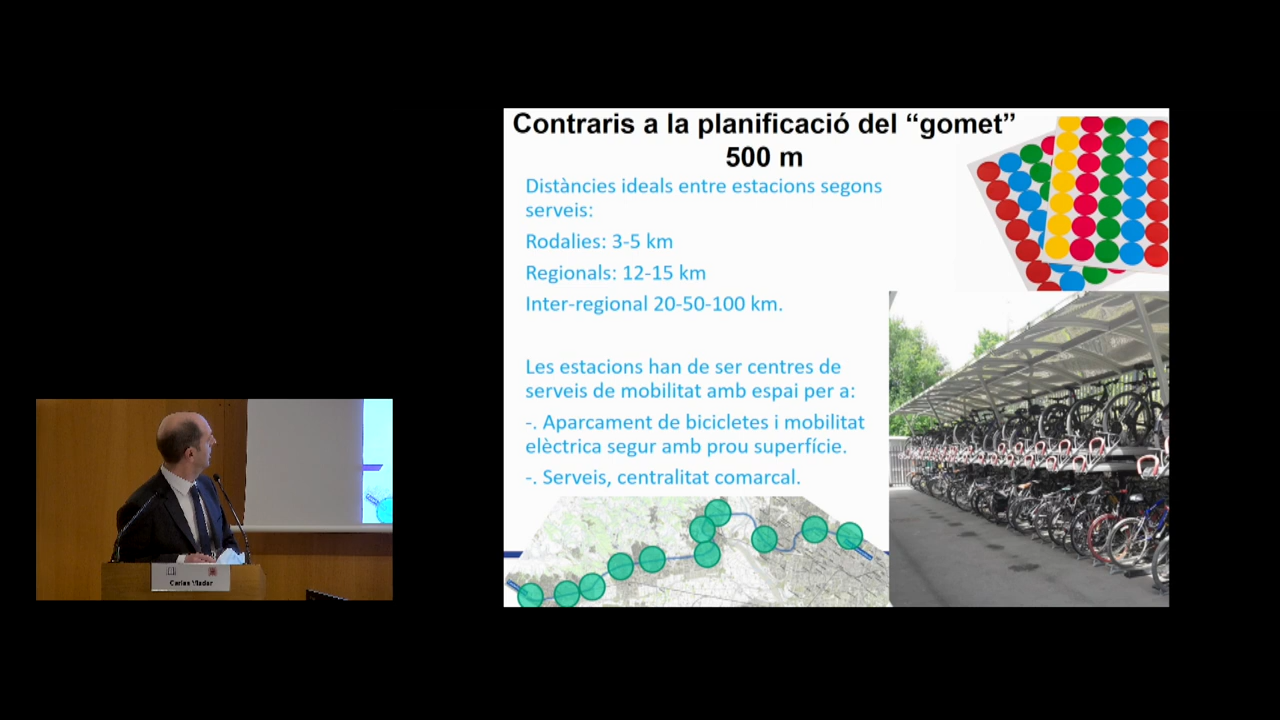 Contraris a la planificació del “gomet”
500 m
Distàncies ideals entre estacions segons
serveis:
Rodalies: 3-5 km
Regionals: 12-15 km
Inter-regional 20-50-100 km.
Les estacions han de ser centres de
serveis de mobilitat amb espai per a:
-. Aparcament de bicicletes i mobilitat
elèctrica segur amb prou superfície.
-. Serveis, centralitat comarcal.
Carles Viader